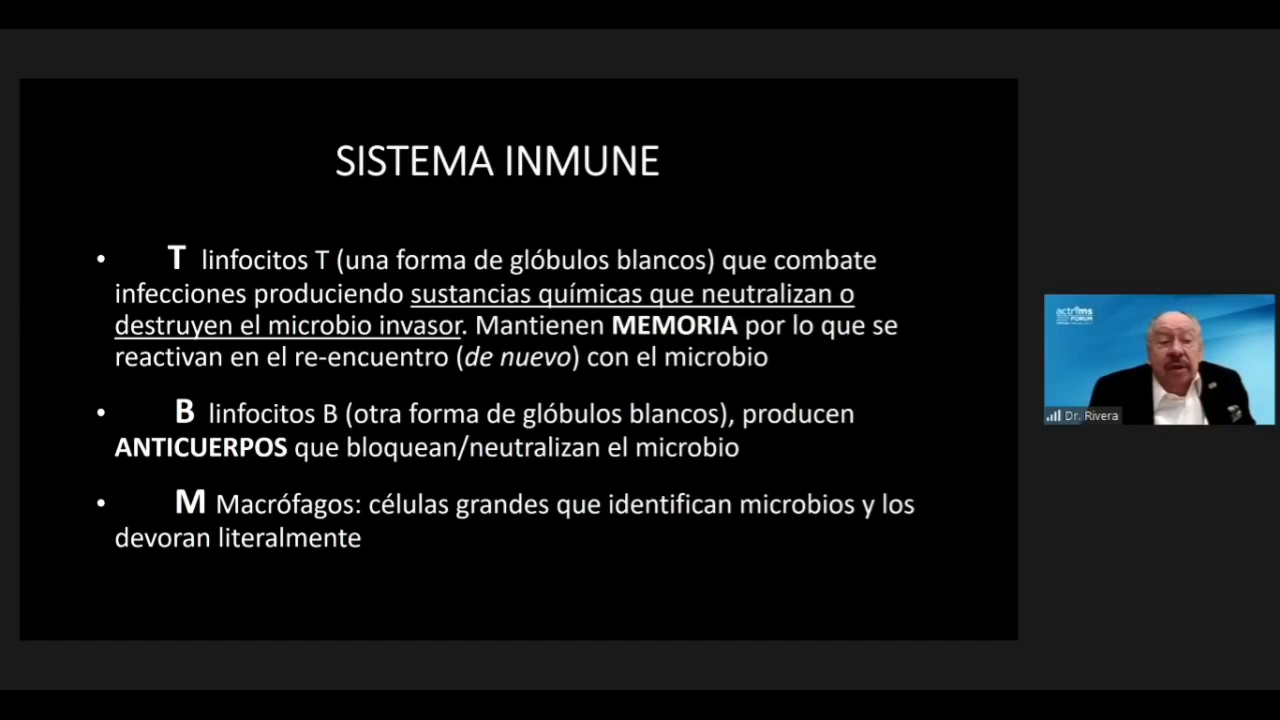 SISTEMA INMUNE
• T linfocitos T (una forma de glóbulos blancos) que combate
infecciones produciendo sustancias químicas que neutralizan o
destruyen el microbio invasor. Mantienen MEMORIA por lo que se
reactivan en el re-encuentro (de nuevo) con el microbio
• B linfocitos B (otra forma de glóbulos blancos), producen
ANTICUERPOS que bloquean/neutralizan el microbio
• M Macrófagos: células grandes que identifican microbios y los
devoran literalmente
actrims
FORUM
Dr. Rivera